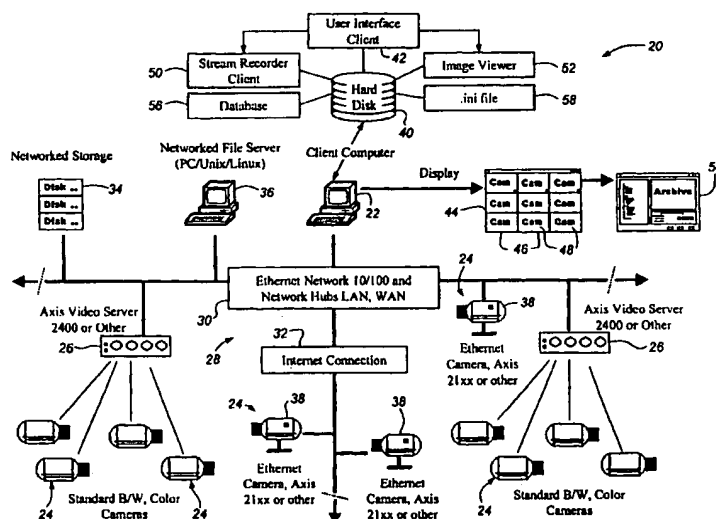 User Interface
Client
42
20
50
Stream Recorder
Client
Image Viewer
52
56
Database
Hard
Disk
.ini file
58
40
Networked Storage
Networked File Server
(PC/Unix/Linux)
Client Computer
Display
Disk ..
Disk ..
Disk ..
34
36
22
44
Cam
Cam
Cam
Cam
Cam
Cam
Cam
Cam
Cam
46
48
Archive
Ethernet Network 10/100 and
Network Hubs LAN, WAN
30
24
38
Axis Video Server
2400 or Other
26
28
32
Internet Connection
Ethernet
Camera, Axis
21xx or other
Axis Video Server
2400 or Other
26
24
38
38
Ethernet
Camera, Axis
21xx or other
Ethernet
Camera, Axis
21xx or other
24
Standard B/W, Color
Cameras
24
24
Standard B/W, Color
Cameras